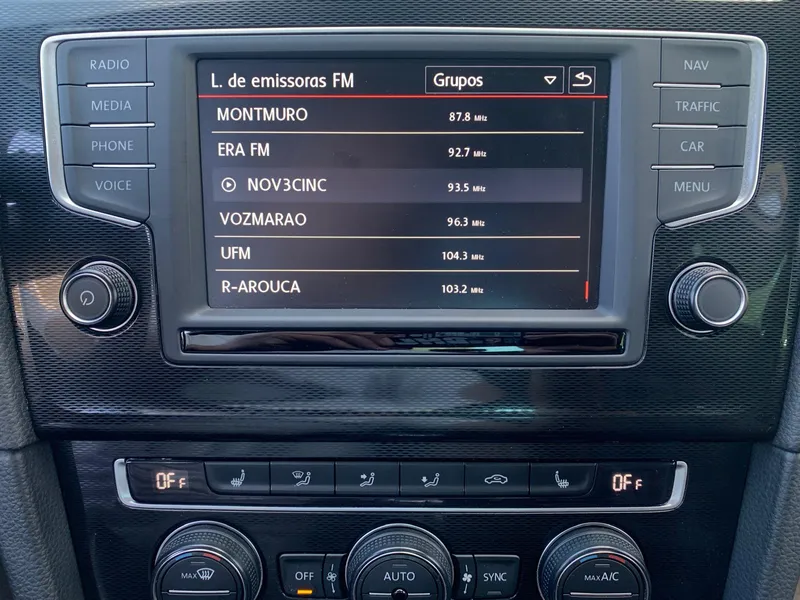 RADIO
MEDIA
PHONE
VOICE
L. de emissoras FM Grupos
MONTMURO 87.8 MHz
ERA FM 92.7 MHz
NOV3CINC 93.5 MHz
VOZMARAO 96.3 MHz
UFM 104.3 MHz
R-AROUCA 103.2 MHz
NAV
TRAFFIC
CAR
MENU
OFF
OFF
MAX
OFF
AUTO
SYNC
MAX A/C